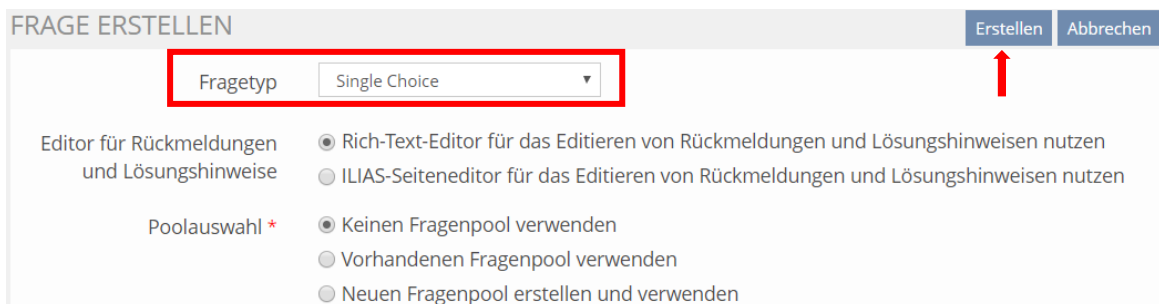 FRAGE ERSTELLEN
Erstellen Abbrechen
Fragetyp Single Choice
Editor für Rückmeldungen und Lösungshinweise
Rich-Text-Editor für das Editieren von Rückmeldungen und Lösungshinweisen nutzen
ILIAS-Seiteneditor für das Editieren von Rückmeldungen und Lösungshinweisen nutzen
Poolauswahl *
Keinen Fragenpool verwenden
Vorhandenen Fragenpool verwenden
Neuen Fragenpool erstellen und verwenden